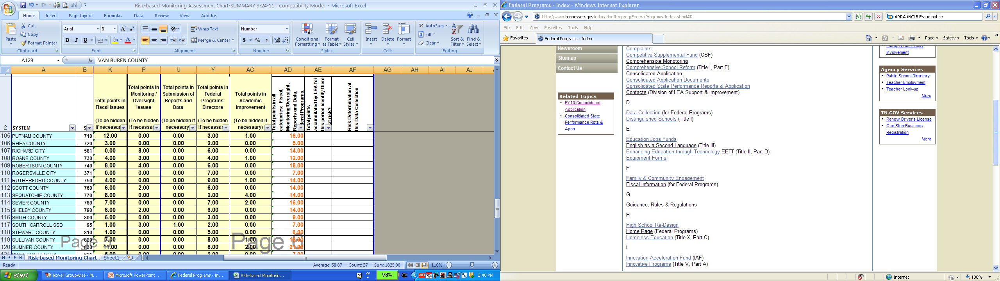 Risk-based Monitoring Assessment Chart-SUMMARY 3-24-11 [Compatibility Mode] - Microsoft Excel
Home Insert Page Layout Formulas Data Review View Add-Ins
Paste
Cut
Copy
Format Painter
Clipboard
Arial 8
B I U
Font
Wrap Text
Merge & Center
Alignment
Number
$ % ,
Number
Conditional Formatting
Format as Table
Cell Styles
Styles
Insert Delete Format
Cells
Σ AutoSum
Fill
Clear
Sort & Filter
Find & Select
Editing
A129 fx VAN BUREN COUNTY
A B K P U Y AC AD AE AF AG AH AI AJ
2 SYSTEM
Total points in Fiscal Issues (To be hidden if necessar
Total points in Monitoring / Oversight Issues (To be hidden if necessar
Total points in Submission of Reports and Data (To be hidden if necessary
Total points in Federal Programs' Directors (To be hidden if necessar
Total points in Academic Improvement (To be hidden if necessary)
Total points in all categories: Fiscal, Monitoring/Oversight, Reports and Data,
Total points accumulated by LEA for this period identify them at risk?
Risk Determination at this Data Collection
105 PUTNAM COUNTY 710 12.00 0.00 0.00 3.00 1.00 16.00
106 RHEA COUNTY 720 3.00 0.00 0.00 2.00 0.00 5.00
107 RICHARD CITY 581 0.00 8.00 0.00 6.00 0.00 14.00
108 ROANE COUNTY 730 4.00 3.00 0.00 4.00 1.00 12.00
109 ROBERTSON COUNTY 740 8.00 4.00 0.00 6.00 0.00 18.00
110 ROGERSVILLE CITY 371 0.00 0.00 0.00 7.00 0.00 7.00
111 RUTHERFORD COUNTY 750 4.00 0.00 0.00 9.00 1.00 14.00
112 SCOTT COUNTY 760 6.00 2.00 0.00 6.00 0.00 14.00
113 SEQUATCHIE COUNTY 770 8.00 0.00 0.00 2.00 4.00 14.00
114 SEVIER COUNTY 780 7.00 0.00 0.00 7.00 2.00 16.00
115 SHELBY COUNTY 790 6.00 2.00 0.00 6.00 0.00 14.00
116 SMITH COUNTY 800 6.00 0.00 0.00 3.00 0.00 9.00
117 SOUTH CARROLL SSD 95 1.00 3.00 1.00 2.00 0.00 7.00
118 STEWART COUNTY 810 1.00 0.00 0.00 5.00 0.00 6.00
119 SULLIVAN COUNTY 820 7.00 0.00 0.00 8.00 1.00 16.00
120 SUMNER COUNTY 830 11.00 0.00 0.00 8.00 2.00 21.00
Page 5 Page 6
Risk-based Monitoring Chart Sheet1
Ready Average: 58.87 Count: 37 Sum: 1825.00 110%
start Novell GroupWise - M... Microsoft PowerPoint ... Federal Programs - In... Risk-based Monitorin... 98% ATI 2:48 PM
Federal Programs - Index - Windows Internet Explorer
http://www.tennessee.gov/education/fedprog/FederalPrograms-Index.shtml#R
ARRA \NCLB Fraud notice
File Edit View Favorites Tools Help
Favorites Federal Programs - Index
Page Safety Tools
Newsroom
Sitemap
Contact Us
Related Topics
FY10 Consolidated
Application
Consolidated State
Performance Rpts &
Apps
Complaints
Competitive Supplemental Fund (CSF)
Comprehensixe Monotoring
Comprehensive School Reform (Title I, Part F)
Consolidated Application
Consolidated Application Documents
Consolidated State Performance Reports & Application
Contacts (Division of LEA Support & Improvement)
D
Data Collection (for Federal Programs)
Distinguished Schools (Title I)
E
Education Jobs Funds
English as a Second Language (Title III)
Enhancing Education through Technology EETT (Title II, Part D)
Equipment Forms
F
Family & Community Engagement
Fiscal Information (for Federal Programs)
G
Guidance, Rules & Regulations
H
High School Re-Design
Home Page (Federal Programs)
Homeless Education (Title X, Part C)
I
Innovation Acceleration Fund (IAF)
Innovative Programs (Title V, Part A)
Family & Community
Involvement
Agency Services
Public School Directory
Teacher Employment
Teacher Look-up
More
TN.GOV Services
Renew Driver's License
One Stop Business
Registration
More
Internet 100%